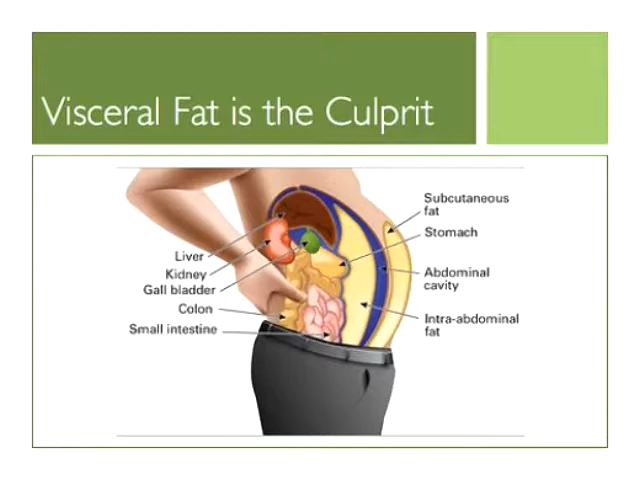 Visceral Fat is the Culprit
Subcutaneous
fat
Stomach
Liver
Kidney
Abdominal
cavity
Gall bladder
Colon
Intra-abdominal
fat
Small intestine